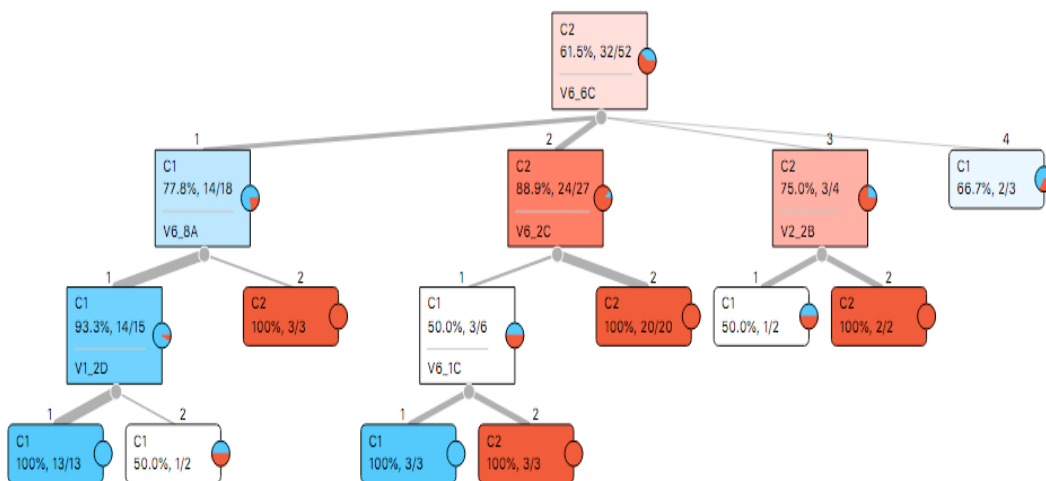 C2
61.5%, 32/52
V6_6C
1
2
3
4
C1
77.8%, 14/18
V6_8A
C2
88.9%, 24/27
V6_2C
C2
75.0%, 3/4
V2_2B
C1
66.7%, 2/3
1
2
1
2
1
2
C1
93.3%, 14/15
V1_2D
C2
100%, 3/3
C1
50.0%, 3/6
V6_1C
C2
100%, 20/20
C1
50.0%, 1/2
C2
100%, 2/2
1
2
1
2
C1
100%, 13/13
C1
50.0%, 1/2
C1
100%, 3/3
C2
100%, 3/3